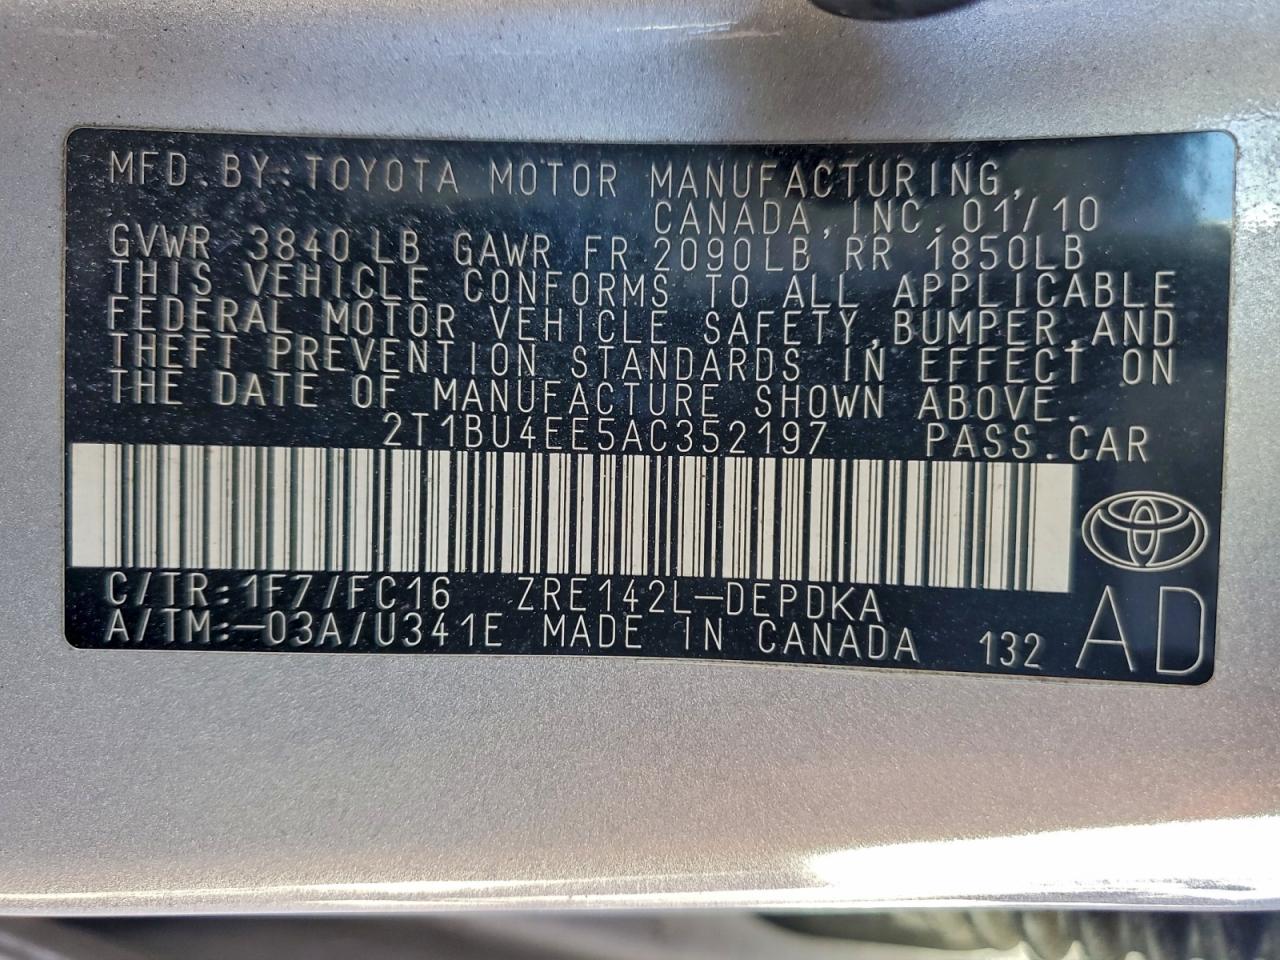 MFD.BY:TOYOTA MOTOR MANUFACTURING,
CANADA, INC. 01/10
GVWR 3840 LB GAWR FR 2090LB RR 1850LB
THIS VEHICLE CONFORMS TO ALL APPLICABLE
FEDERAL MOTOR VEHICLE SAFETY,BUMPER,AND
THEFT PREVENTION STANDARDS IN EFFECT ON
THE DATE OF MANUFACTURE SHOWN ABOVE.
2T1BU4EE5AC352197 PASS.CAR
C/TR:1F7/FC16 ZRE142L-DEPDKA
A/TM:-03A/U341E MADE IN CANADA 132 AD